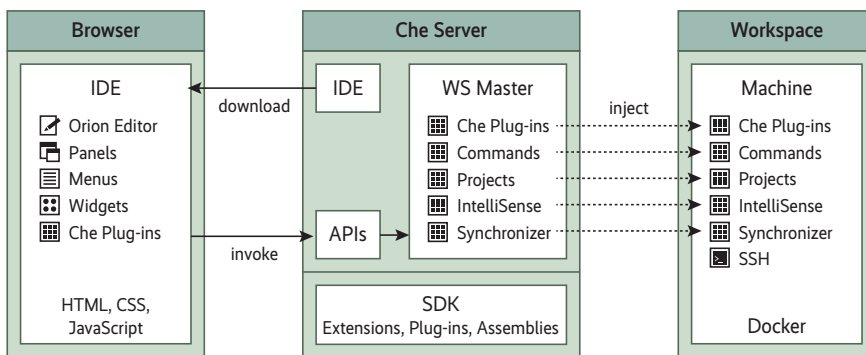 Browser
IDE
Orion Editor
Panels
Menus
Widgets
Che Plug-ins
HTML, CSS,
JavaScript
download
invoke
Che Server
IDE
APIs
WS Master
Che Plug-ins
Commands
Projects
IntelliSense
Synchronizer
SDK
Extensions, Plug-ins, Assemblies
inject
Workspace
Machine
Che Plug-ins
Commands
Projects
IntelliSense
Synchronizer
SSH
Docker